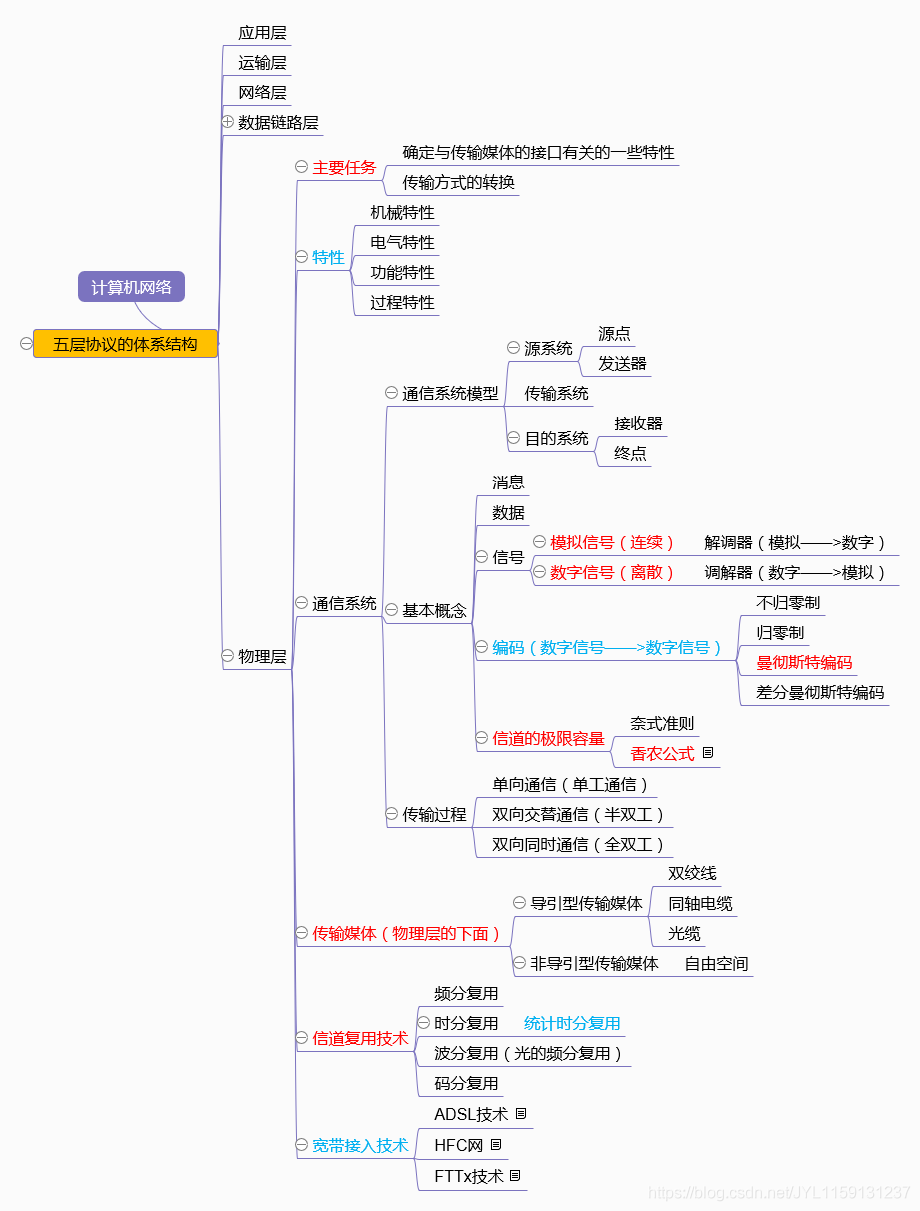 应用层
运输层
网络层
数据链路层
主要任务
确定与传输媒体的接口有关的一些特性
传输方式的转换
特性
机械特性
电气特性
功能特性
过程特性
计算机网络
五层协议的体系结构
物理层
通信系统
通信系统模型
源系统
源点
发送器
传输系统
目的系统
接收器
终点
基本概念
消息
数据
信号
模拟信号（连续） 解调器（模拟——>数字）
数字信号（离散） 调解器（数字——>模拟）
编码（数字信号——>数字信号）
不归零制
归零制
曼彻斯特编码
差分曼彻斯特编码
信道的极限容量
奈式准则
香农公式
传输过程
单向通信（单工通信）
双向交替通信（半双工）
双向同时通信（全双工）
传输媒体（物理层的下面）
导引型传输媒体
双绞线
同轴电缆
光缆
非导引型传输媒体 自由空间
信道复用技术
频分复用
时分复用 统计时分复用
波分复用（光的频分复用）
码分复用
宽带接入技术
ADSL技术
HFC网
FTTx技术
https://blog.csdn.net/JYL1159131237